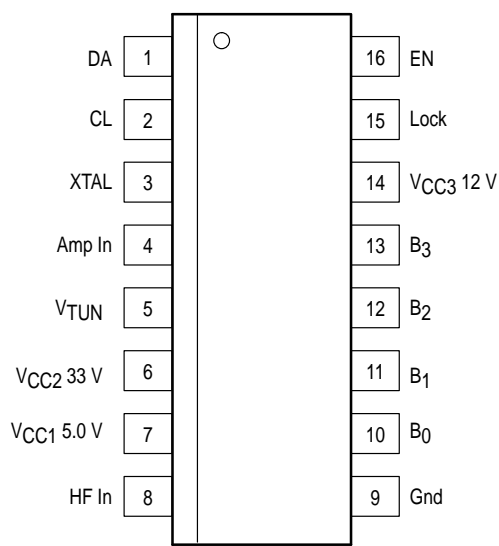 DA 1 16 EN
CL 2 15 Lock
XTAL 3 14 VCC3 12 V
Amp In 4 13 B3
VTUN 5 12 B2
VCC2 33 V 6 11 B1
VCC1 5.0 V 7 10 B0
HF In 8 9 Gnd